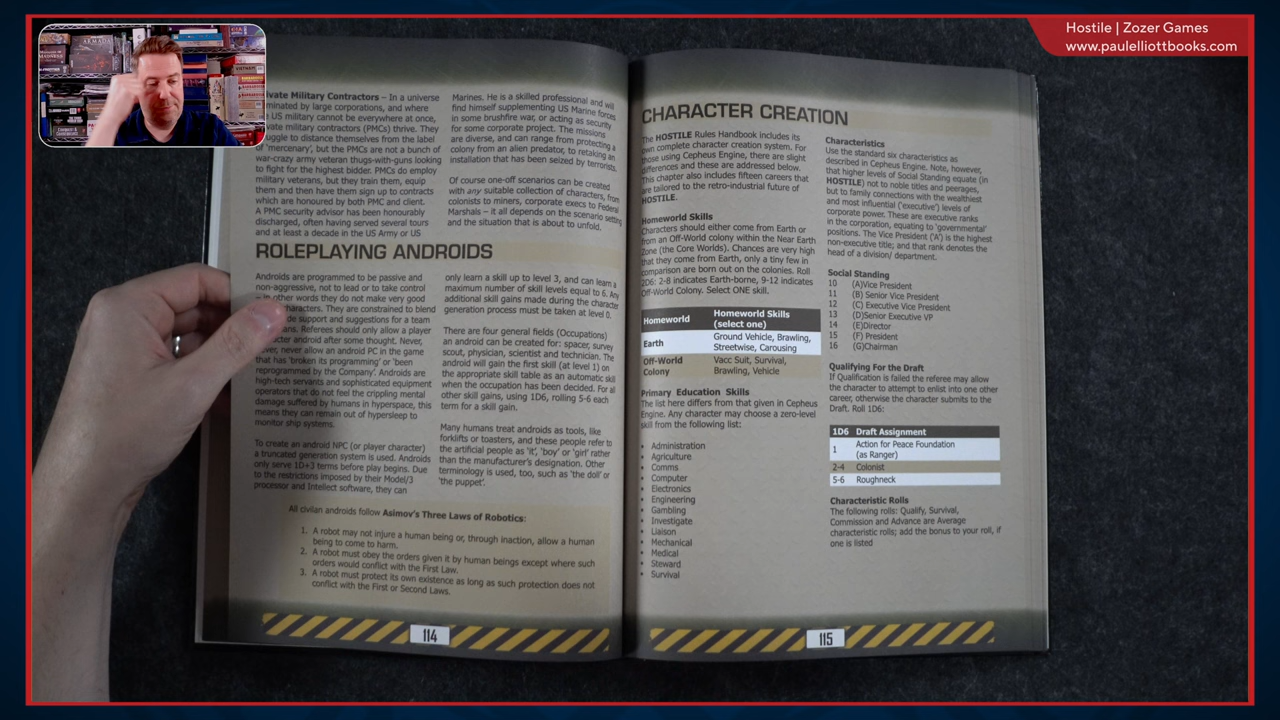 Hostile | Zozer Games
www.paulelliottbooks.com
vate Military Contractors – In a universe
minated by large corporations, and where
US military cannot be everywhere at once,
vate military contractors (PMCs) thrive. They
uggle to distance themselves from the label
of 'mercenary', but the PMCs are not a bunch of
war-crazy army veteran thugs-with-guns looking
to fight for the highest bidder. PMCs do employ
military veterans, but they train them, equip
them and then have them sign up to contracts
which are honoured by both PMC and client.
A PMC security advisor has been honourably
discharged, often having served several tours
and at least a decade in the US Army or US
Marines. He is a skilled professional and will
find himself supplementing US Marine forces
in some brushfire war, or acting as security
for some corporate project. The missions
are diverse, and can range from protecting a
colony from an alien predator, to retaking an
installation that has been seized by terrorists.
Of course one-off scenarios can be created
with any suitable collection of characters, from
colonists to miners, corporate execs to Federal
Marshals – it all depends on the scenario setting
and the situation that is about to unfold.
ROLEPLAYING ANDROIDS
Androids are programmed to be passive and
non-aggressive, not to lead or to take control
– in other words they do not make very good
characters. They are constrained to blend
de support and suggestions for a team
ans. Referees should only allow a player
cter android after some thought. Never,
ever, never allow an android PC in the game
that has 'broken its programming' or 'been
reprogrammed by the Company'. Androids are
high-tech servants and sophisticated equipment
operators that do not feel the crippling mental
damage suffered by humans in hyperspace, this
means they can remain out of hypersleep to
monitor ship systems.
To create an android NPC (or player character)
a truncated generation system is used. Androids
only serve 1D+3 terms before play begins. Due
to the restrictions imposed by their Model/3
processor and Intellect software, they can
only learn a skill up to level 3, and can learn a
maximum number of skill levels equal to 6. Any
additional skill gains made during the character
generation process must be taken at level 0.
There are four general fields (Occupations)
an android can be created for: spacer, survey
scout, physician, scientist and technician. The
android will gain the first skill (at level 1) on
the appropriate skill table as an automatic skill
when the occupation has been decided. For all
other skill gains, using 1D6, rolling 5-6 each
term for a skill gain.
Many humans treat androids as tools, like
forklifts or toasters, and these people refer to
the artificial people as 'it', 'boy' or 'girl' rather
than the manufacturer's designation. Other
terminology is used, too, such as 'the doll' or
'the puppet'.
All civilian androids follow Asimov's Three Laws of Robotics:
1. A robot may not injure a human being or, through inaction, allow a human
being to come to harm.
2. A robot must obey the orders given it by human beings except where such
orders would conflict with the First Law.
3. A robot must protect its own existence as long as such protection does not
conflict with the First or Second Laws.
114
CHARACTER CREATION
The HOSTILE Rules Handbook includes its
own complete character creation system. For
those using Cepheus Engine, there are slight
differences and these are addressed below.
This chapter also includes fifteen careers that
are tailored to the retro-industrial future of
HOSTILE.
Homeworld Skills
Characters should either come from Earth or
from an Off-World colony within the Near Earth
Zone (the Core Worlds). Chances are very high
that they come from Earth, only a tiny few in
comparison are born out on the colonies. Roll
2D6: 2-8 indicates Earth-borne, 9-12 indicates
Off-World Colony. Select ONE skill.
Homeworld Homeworld Skills
(select one)
Earth Ground Vehicle, Brawling,
Streetwise, Carousing
Off-World Vacc Suit, Survival,
Colony Brawling, Vehicle
Primary Education Skills
The list here differs from that given in Cepheus
Engine. Any character may choose a zero-level
skill from the following list:
• Administration
• Agriculture
• Comms
• Computer
• Electronics
• Engineering
• Gambling
• Investigate
• Liaison
• Mechanical
• Medical
• Steward
• Survival
Characteristics
Use the standard six characteristics as
described in Cepheus Engine. Note, however,
that higher levels of Social Standing equate (in
HOSTILE) not to noble titles and peerages,
but to family connections with the wealthiest
and most influential ('executive') levels of
corporate power. These are executive ranks
in the corporation, equating to 'governmental'
positions. The Vice President ('A') is the highest
non-executive title; and that rank denotes the
head of a division/ department.
Social Standing
10 (A)Vice President
11 (B) Senior Vice President
12 (C) Executive Vice President
13 (D)Senior Executive VP
14 (E)Director
15 (F) President
16 (G)Chairman
Qualifying For the Draft
If Qualification is failed the referee may allow
the character to attempt to enlist into one other
career, otherwise the character submits to the
Draft. Roll 1D6:
1D6 Draft Assignment
1 Action for Peace Foundation
(as Ranger)
2-4 Colonist
5-6 Roughneck
Characteristic Rolls
The following rolls: Qualify, Survival,
Commission and Advance are Average
characteristic rolls; add the bonus to your roll, if
one is listed
115